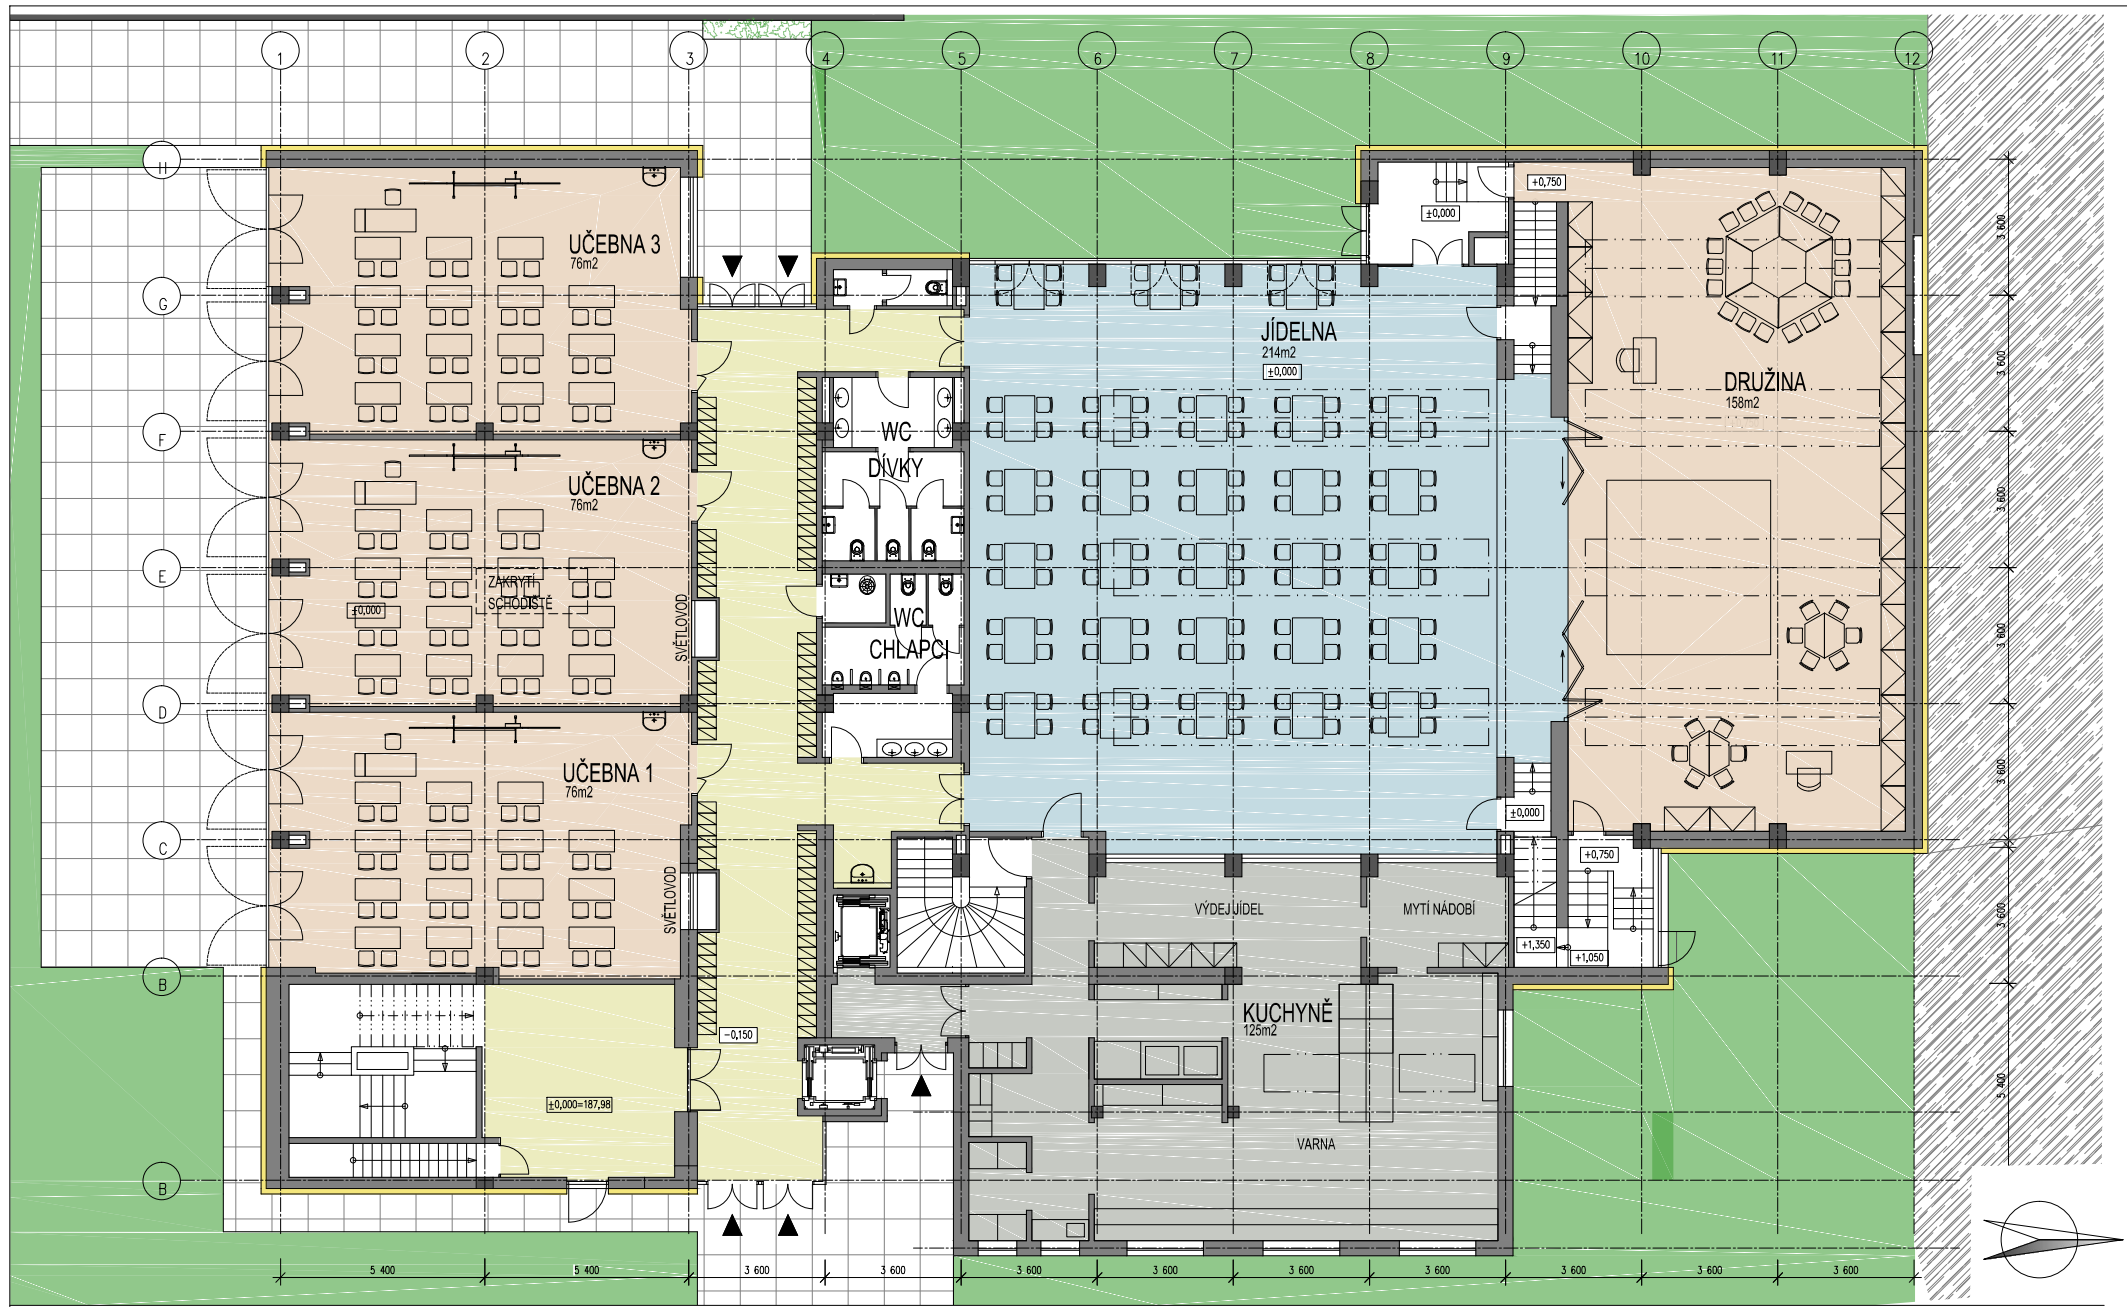 1 2 3 4 5 6 7 8 9 10 11 12
H
G
F
E
D
C
B
B
UČEBNA 3
76m2
UČEBNA 2
76m2
ZAKRYTÍ
SCHODIŠTĚ
±0,000
UČEBNA 1
76m2
SVĚTLOVOD
SVĚTLOVOD
WC
DÍVKY
WC
CHLAPCI
JÍDELNA
214m2
±0,000
+0,750
±0,000
DRUŽINA
158m2
±0,000
+0,750
+1,350
+1,050
VÝDEJ JÍDEL
MYTÍ NÁDOBÍ
KUCHYNĚ
125m2
VARNA
-0,150
±0,000=187,98
3 600
3 600
3 600
3 600
3 600
3 600
5 400
5 400 5 400 3 600 3 600 3 600 3 600 3 600 3 600 3 600 3 600 3 600